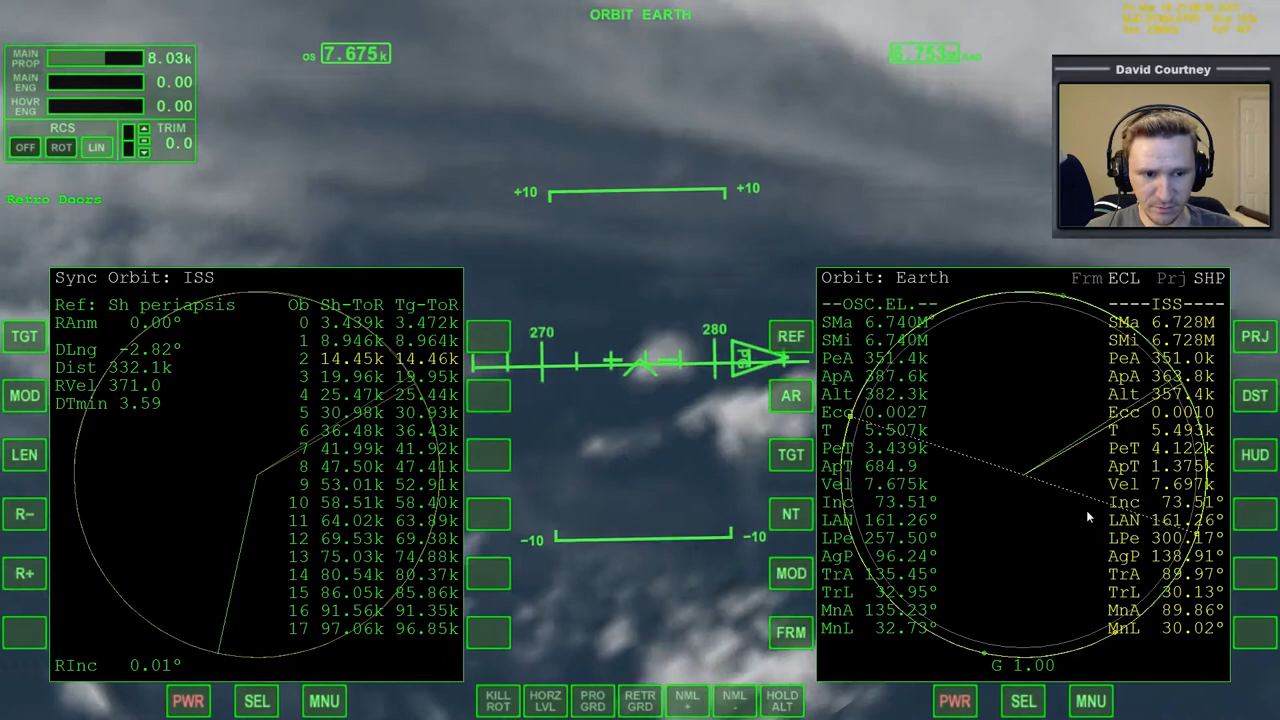 ORBIT EARTH
MAIN PROP 8.03k
MAIN ENG 0.00
HOVR ENG 0.00
RCS TRIM
OFF ROT LIN 0.0
OS 7.675k
6.753M RAD
David Courtney
Retro Doors
+10 +10
270 280
-10 -10
Sync Orbit: ISS
Ref: Sh periapsis Ob Sh-ToR Tg-ToR
RAnm 0.00°
DLng -2.82°
Dist 332.1k
RVel 371.0
DTmin 3.59
0 3.439k 3.472k
1 8.946k 8.964k
2 14.45k 14.46k
3 19.96k 19.95k
4 25.47k 25.44k
5 30.98k 30.93k
6 36.48k 36.43k
7 41.99k 41.92k
8 47.50k 47.41k
9 53.01k 52.91k
10 58.51k 58.40k
11 64.02k 63.89k
12 69.53k 69.38k
13 75.03k 74.88k
14 80.54k 80.37k
15 86.05k 85.86k
16 91.56k 91.35k
17 97.06k 96.85k
RInc 0.01°
TGT
MOD
LEN
R-
R+
PWR SEL MNU
KILL ROT
HORZ LVL
PRO GRD
RETR GRD
NML +
NML -
HOLD ALT
Orbit: Earth Frm ECL Prj SHP
--OSC.EL.-- ----ISS----
SMa 6.740M SMa 6.728M
SMi 6.740M SMi 6.728M
PeA 351.4k PeA 351.0k
ApA 387.6k ApA 363.8k
Alt 382.3k Alt 357.4k
Ecc 0.0027 Ecc 0.0010
T 5.507k T 5.493k
PeT 3.439k PeT 4.122k
ApT 684.9 ApT 1.375k
Vel 7.675k Vel 7.697k
Inc 73.51° Inc 73.51°
LAN 161.26° LAN 161.26°
LPe 257.50° LPe 300.17°
AgP 96.24° AgP 138.91°
TrA 135.45° TrA 89.97°
TrL 32.95° TrL 30.13°
MnA 135.23° MnA 89.86°
MnL 32.73° MnL 30.02°
G 1.00
REF
AR
TGT
NT
MOD
FRM
PRJ
DST
HUD
PWR SEL MNU